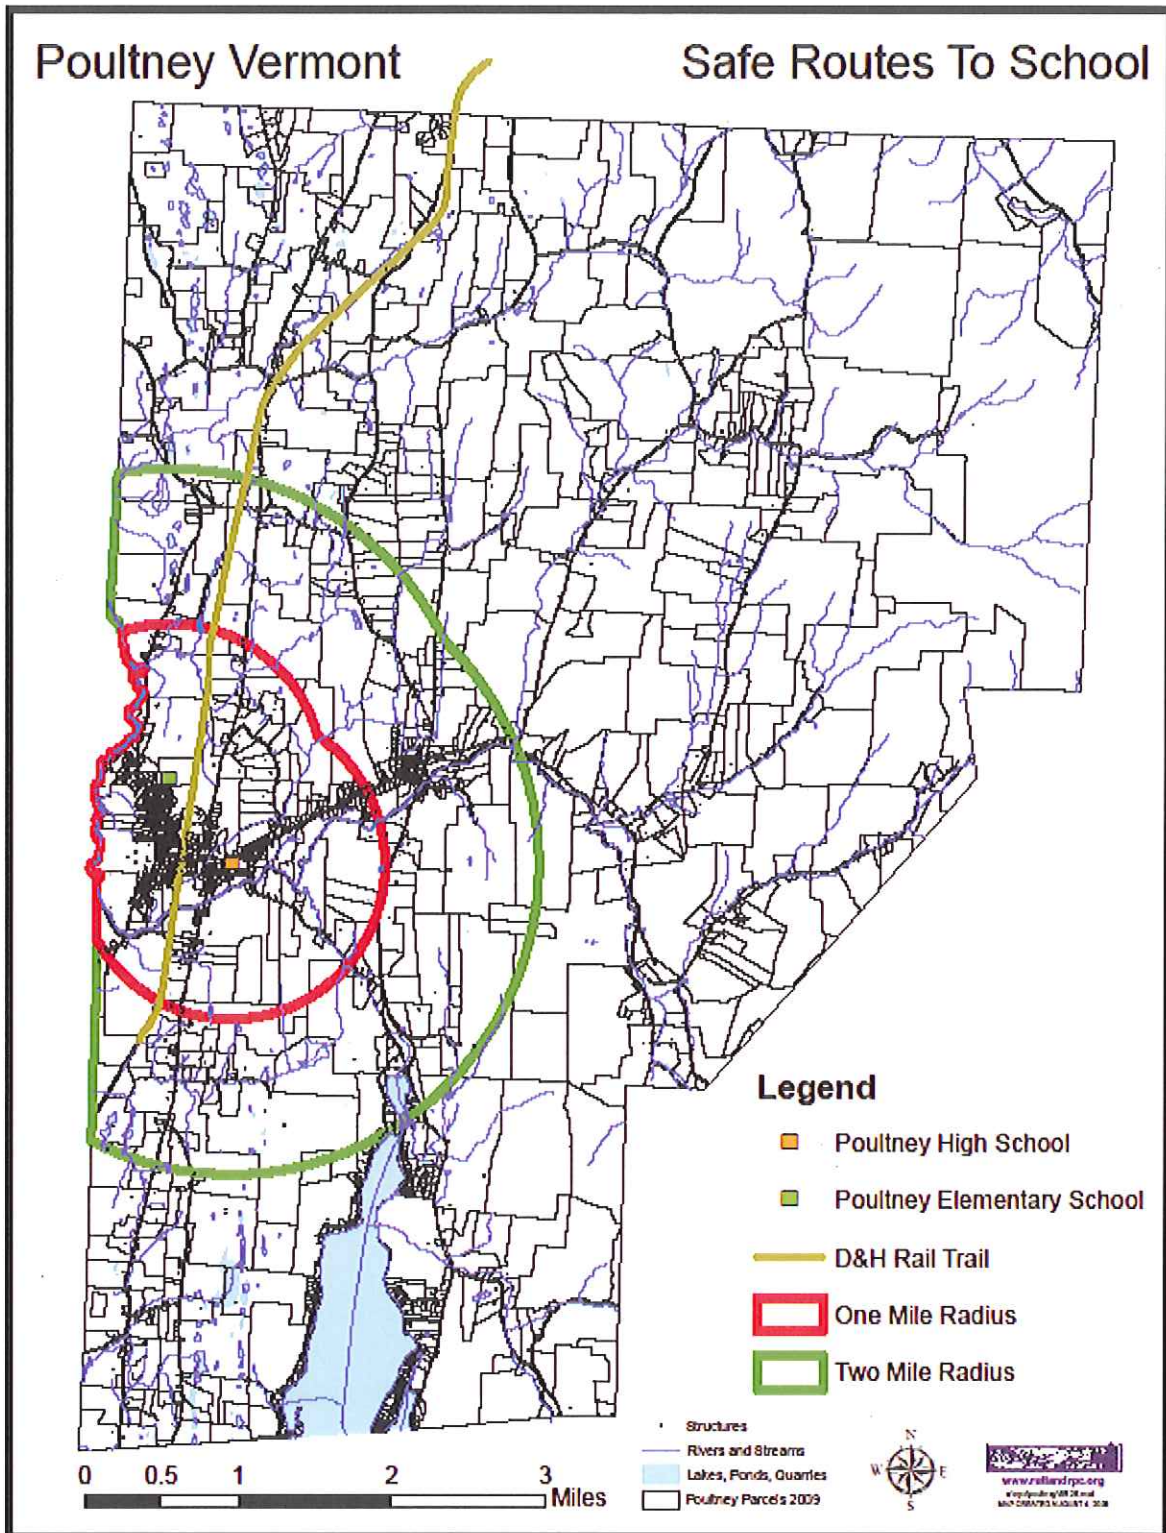 Poultney Vermont
Safe Routes To School
Legend
Poultney High School
Poultney Elementary School
D&H Rail Trail
One Mile Radius
Two Mile Radius
Structures
Rivers and Streams
Lakes, Ponds, Quarries
Poultney Parcels 2009
0 0.5 1 2 3
Miles
N
W E
S
www.rutlandrpc.org